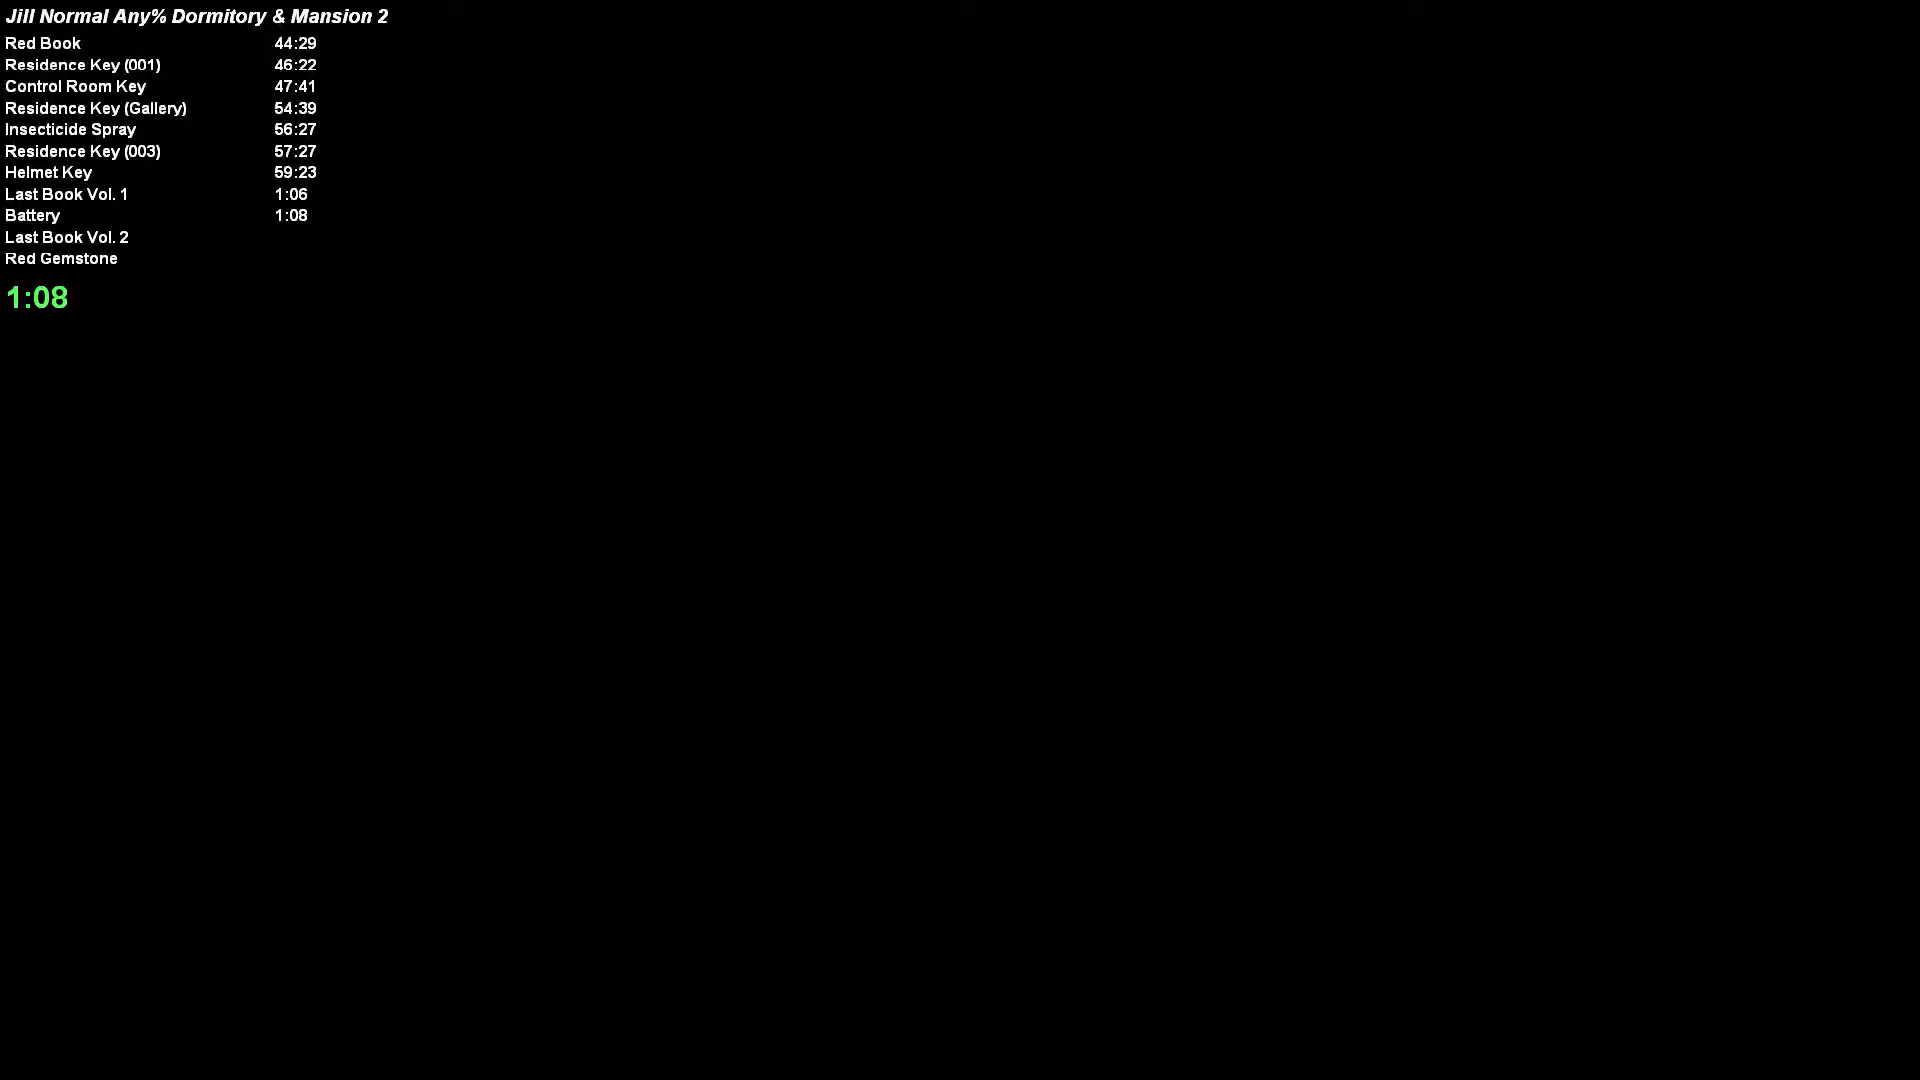 Jill Normal Any% Dormitory & Mansion 2
Red Book 44:29
Residence Key (001) 46:22
Control Room Key 47:41
Residence Key (Gallery) 54:39
Insecticide Spray 56:27
Residence Key (003) 57:27
Helmet Key 59:23
Last Book Vol. 1 1:06
Battery 1:08
Last Book Vol. 2
Red Gemstone
1:08